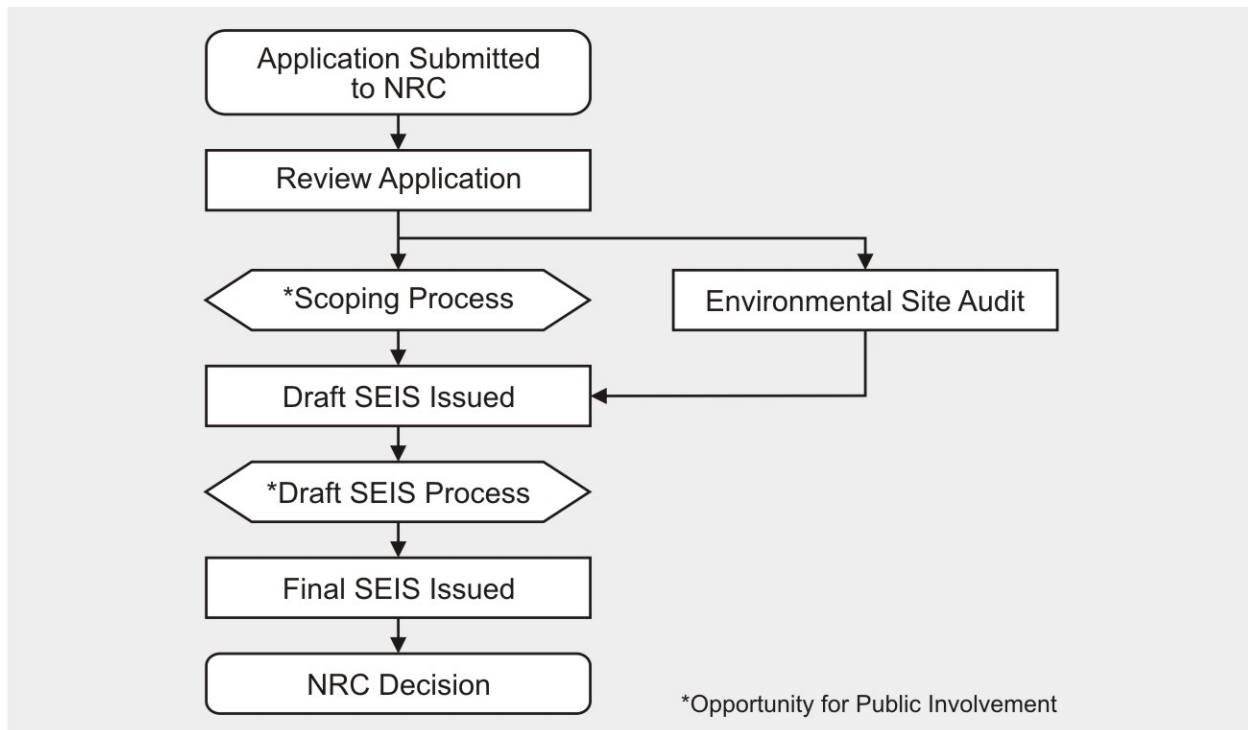 Application Submitted
to NRC
Review Application
*Scoping Process
Environmental Site Audit
Draft SEIS Issued
*Draft SEIS Process
Final SEIS Issued
NRC Decision
*Opportunity for Public Involvement